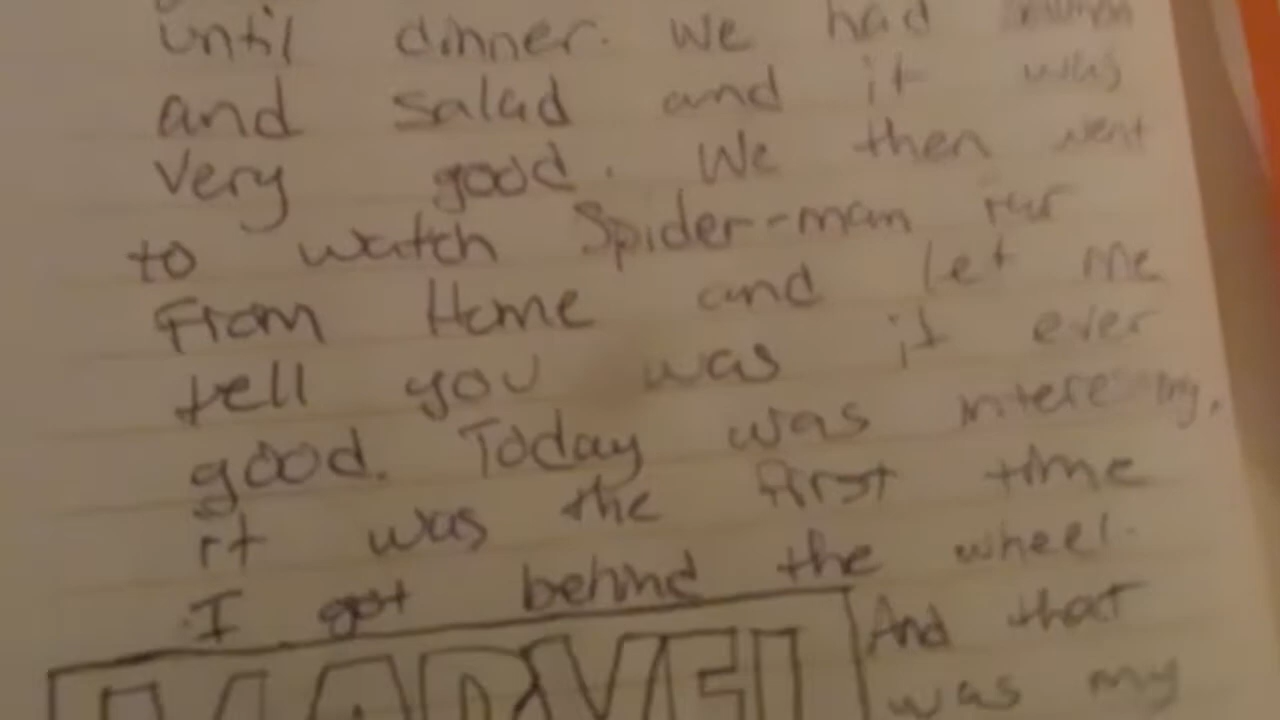 until dinner. We had
and salad and it was
very good. We then went
to watch Spider-man Far
From Home and let me
tell you was it ever
good. Today was interesting.
it was the first time
I got behind the wheel.
And that
was my
MARVEL